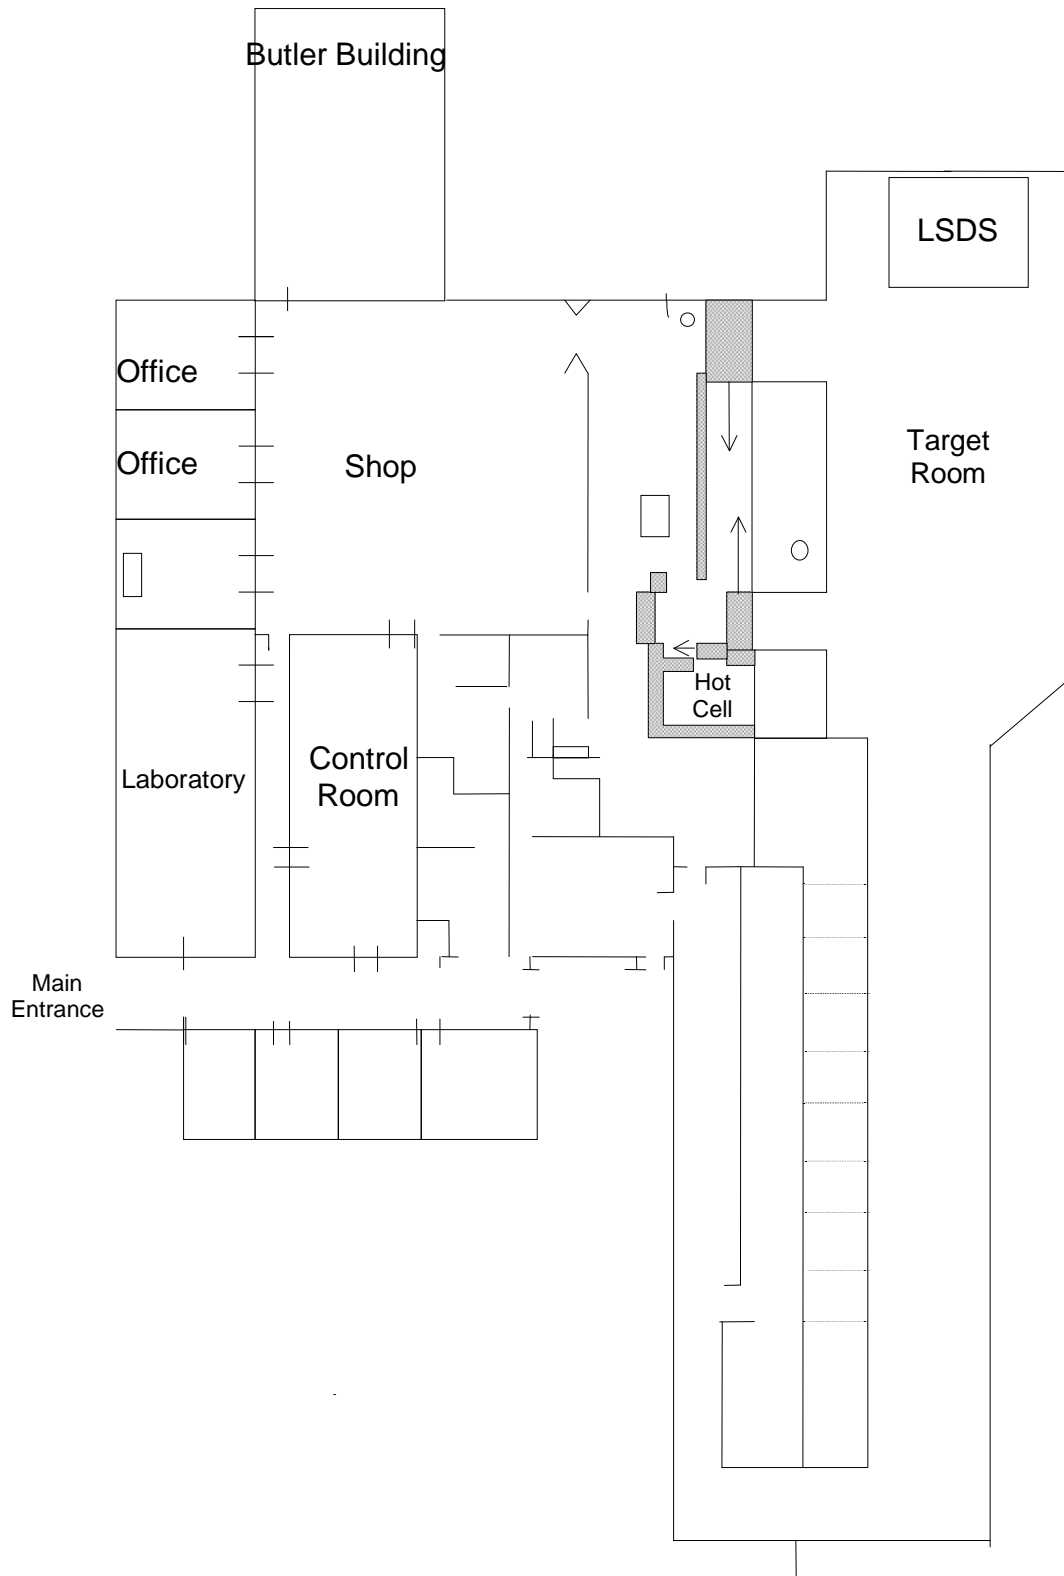 Butler Building
LSDS
Office
Office
Shop
Target
Room
Hot
Cell
Control
Room
Laboratory
Main
Entrance